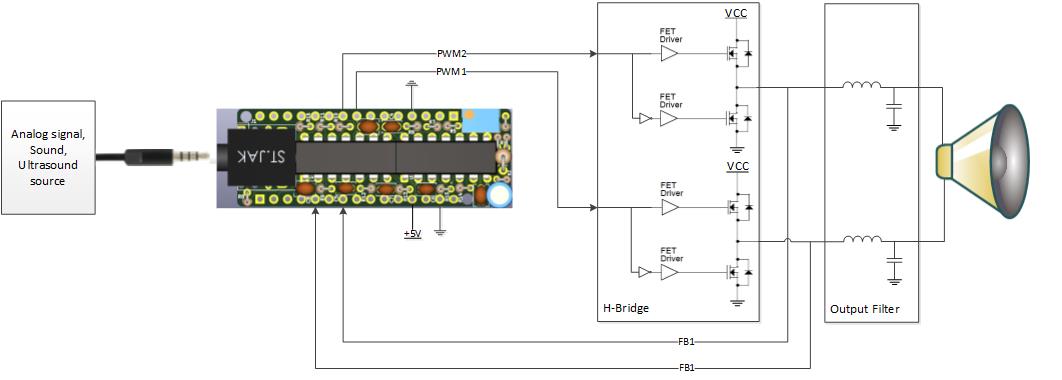 Analog signal,
Sound,
Ultrasound
source
ST.JAK
PWM2
PWM1
+5V
FB1
FB1
VCC
FET
Driver
FET
Driver
VCC
FET
Driver
FET
Driver
H-Bridge
Output Filter